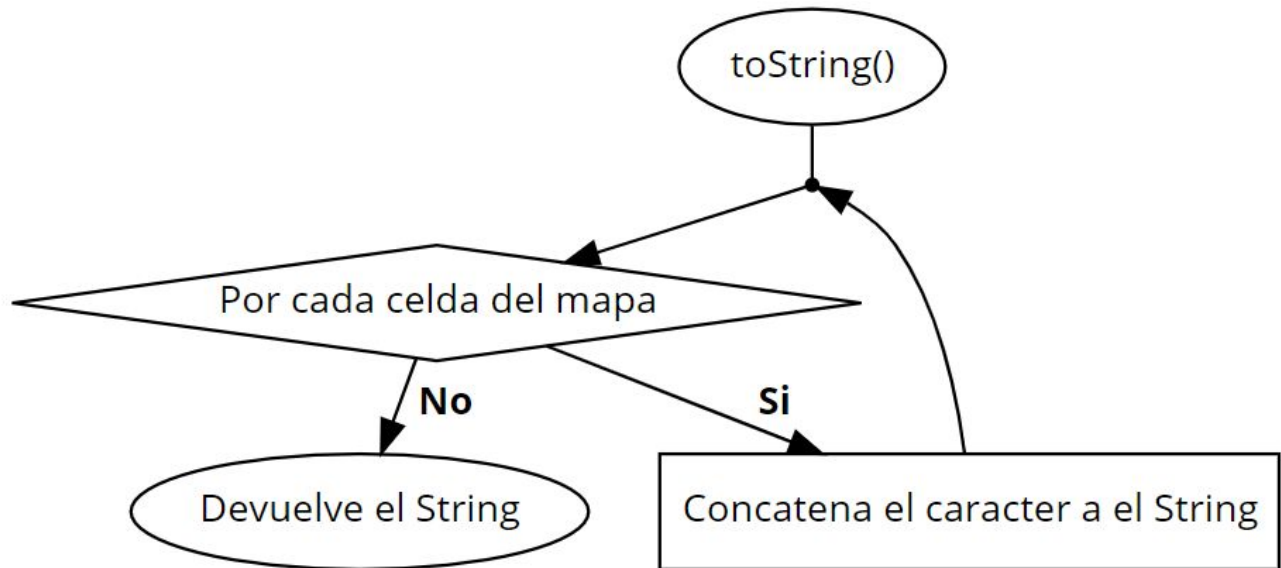 toString()
Por cada celda del mapa
No
Si
Devuelve el String
Concatena el caracter a el String